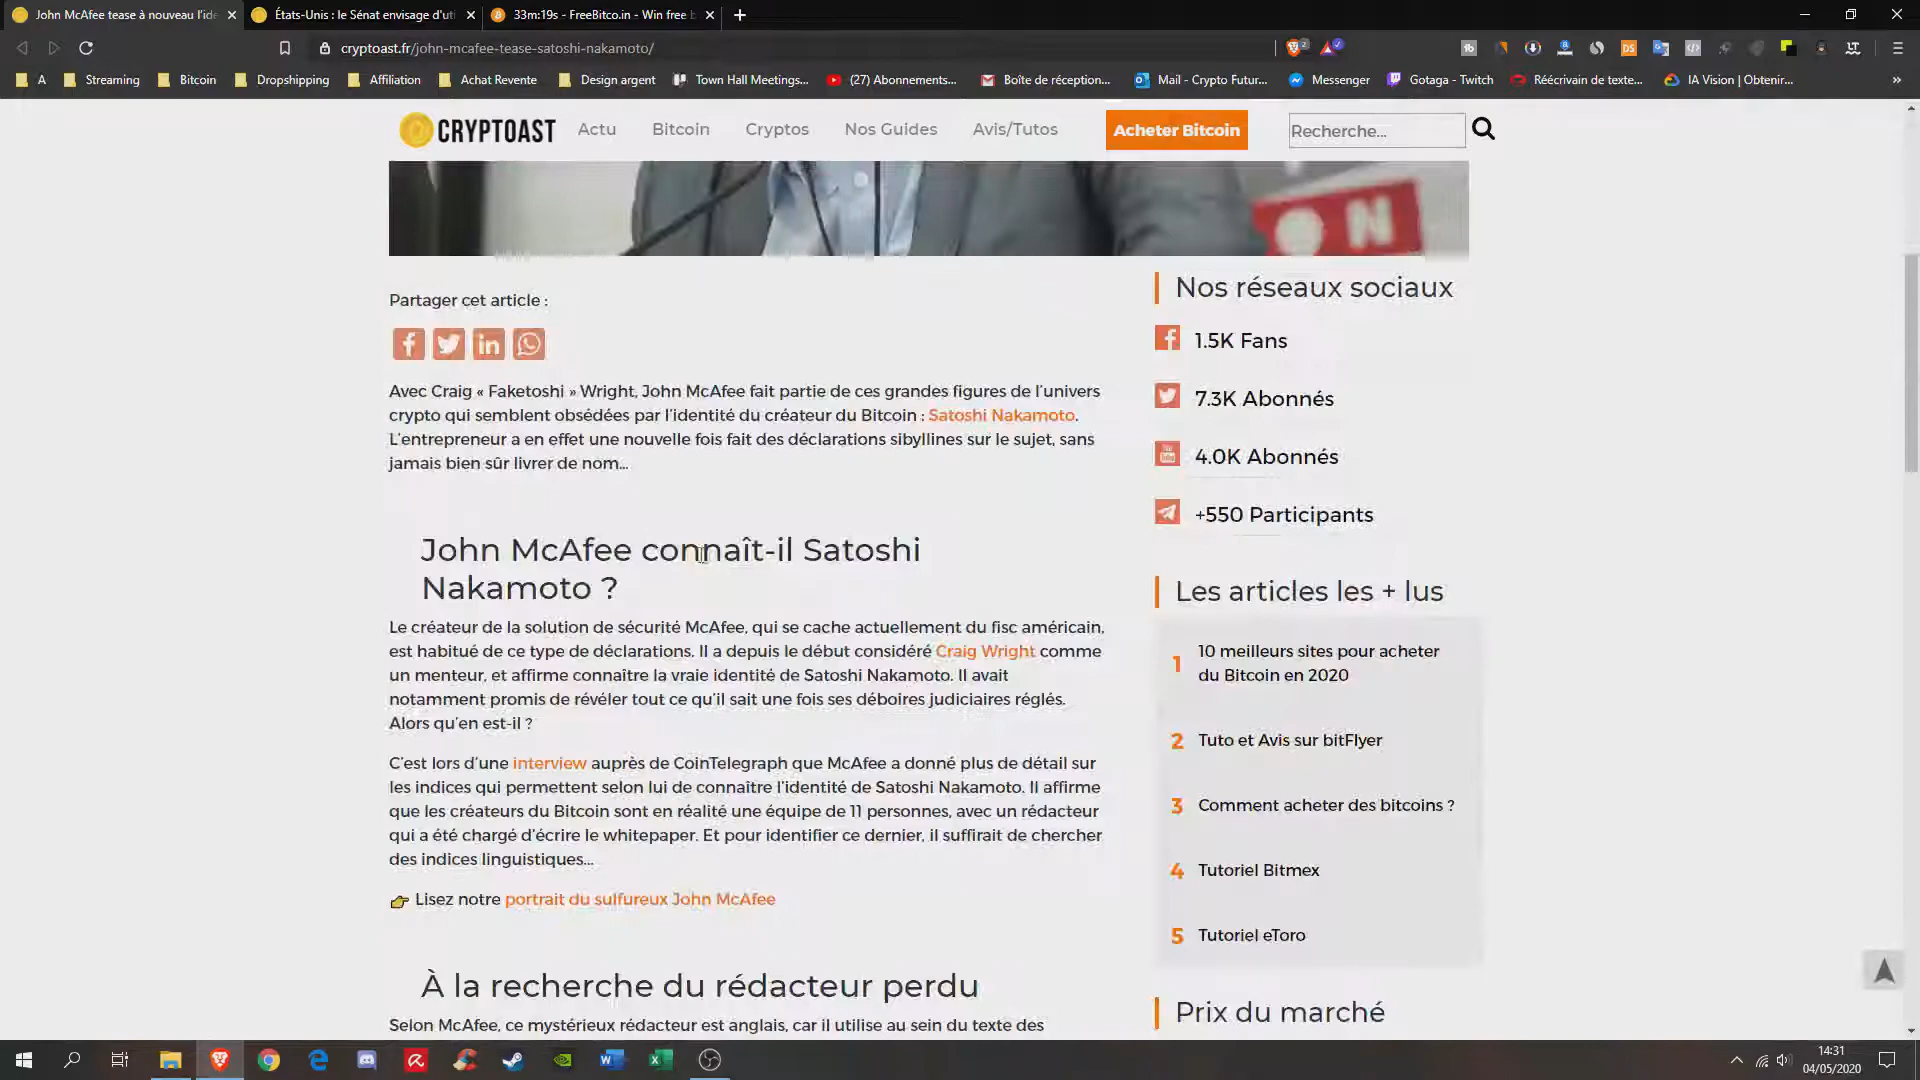 John McAfee tease à nouveau l'ide
États-Unis : le Sénat envisage d'uti
33m:19s - FreeBitco.in - Win free b
cryptoast.fr/john-mcafee-tease-satoshi-nakamoto/
A
Streaming
Bitcoin
Dropshipping
Affiliation
Achat Revente
Design argent
Town Hall Meetings...
(27) Abonnements...
Boîte de réception...
Mail - Crypto Futur...
Messenger
Gotaga - Twitch
Réécrivain de texte...
IA Vision | Obtenir...
»
CRYPTOAST
Actu
Bitcoin
Cryptos
Nos Guides
Avis/Tutos
Acheter Bitcoin
Recherche...
ON
Partager cet article :
Avec Craig « Faketoshi » Wright, John McAfee fait partie de ces grandes figures de l'univers
crypto qui semblent obsédées par l'identité du créateur du Bitcoin : Satoshi Nakamoto.
L'entrepreneur a en effet une nouvelle fois fait des déclarations sibyllines sur le sujet, sans
jamais bien sûr livrer de nom...
John McAfee connaît-il Satoshi
Nakamoto ?
Le créateur de la solution de sécurité McAfee, qui se cache actuellement du fisc américain,
est habitué de ce type de déclarations. Il a depuis le début considéré Craig Wright comme
un menteur, et affirme connaître la vraie identité de Satoshi Nakamoto. Il avait
notamment promis de révéler tout ce qu'il sait une fois ses déboires judiciaires réglés.
Alors qu'en est-il ?
C'est lors d'une interview auprès de CoinTelegraph que McAfee a donné plus de détail sur
les indices qui permettent selon lui de connaître l'identité de Satoshi Nakamoto. Il affirme
que les créateurs du Bitcoin sont en réalité une équipe de 11 personnes, avec un rédacteur
qui a été chargé d'écrire le whitepaper. Et pour identifier ce dernier, il suffirait de chercher
des indices linguistiques...
Lisez notre portrait du sulfureux John McAfee
À la recherche du rédacteur perdu
Selon McAfee, ce mystérieux rédacteur est anglais, car il utilise au sein du texte des
Nos réseaux sociaux
1.5K Fans
7.3K Abonnés
4.0K Abonnés
+550 Participants
Les articles les + lus
1 10 meilleurs sites pour acheter
du Bitcoin en 2020
2 Tuto et Avis sur bitFlyer
3 Comment acheter des bitcoins ?
4 Tutoriel Bitmex
5 Tutoriel eToro
Prix du marché
14:31
04/05/2020